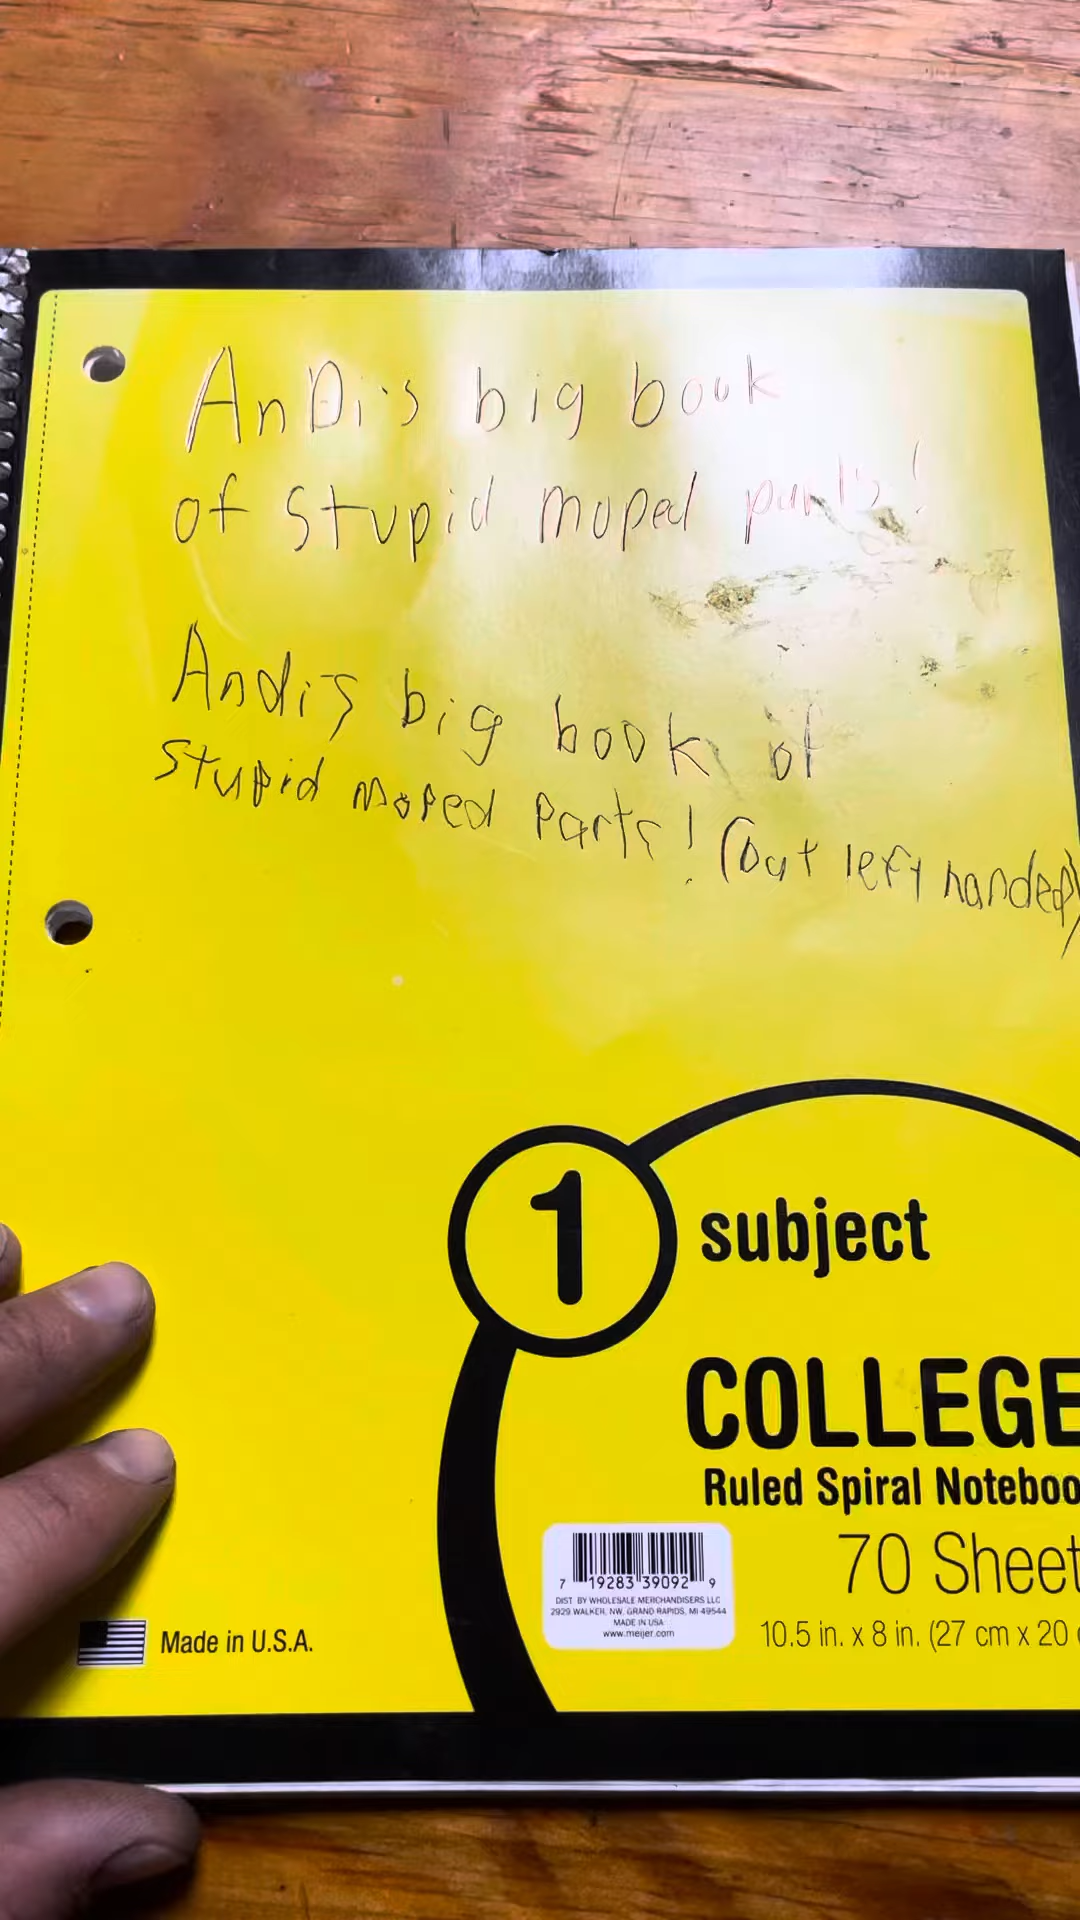 AnDi's big book
of stupid moped parts!
Andi's big book of
stupid moped parts! (but left handed)
1 subject
COLLEGE
Ruled Spiral Noteboo
70 Sheet
10.5 in. x 8 in. (27 cm x 20 c
7 19283 39092 9
DIST. BY WHOLESALE MERCHANDISERS LLC
2929 WALKER, NW, GRAND RAPIDS, MI 49544
MADE IN USA
www.meijer.com
Made in U.S.A.